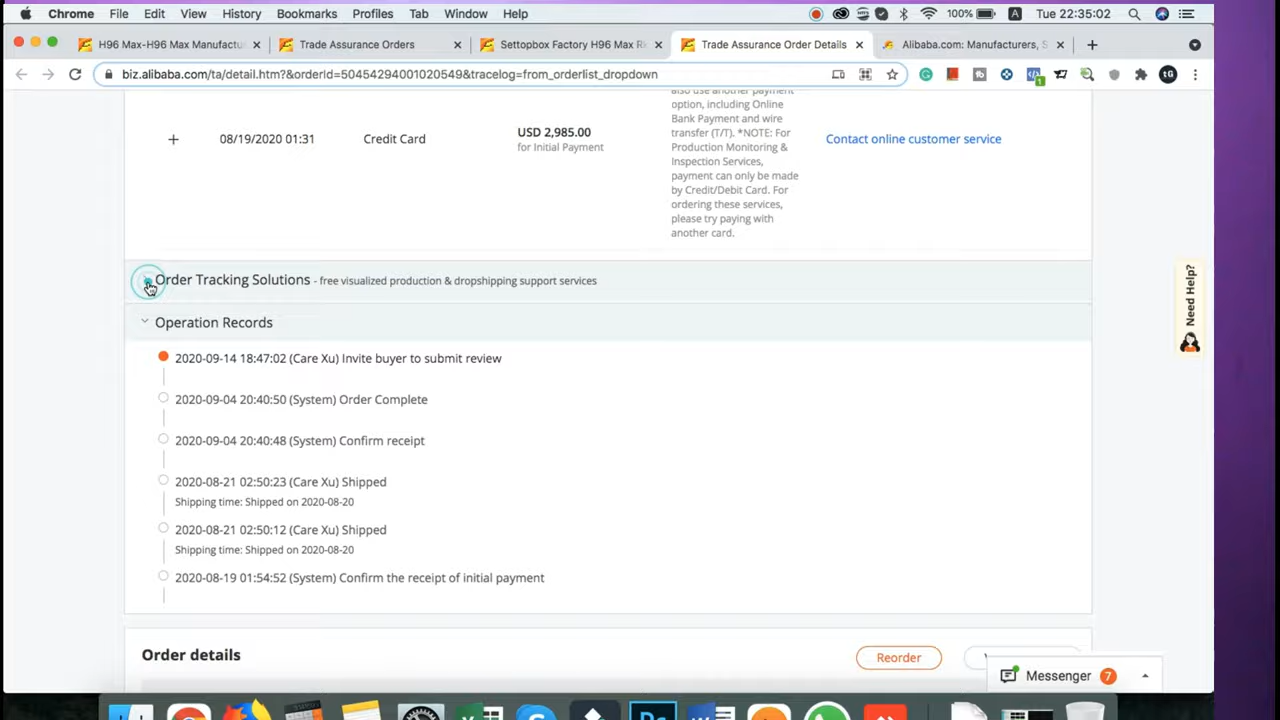 Chrome File Edit View History Bookmarks Profiles Tab Window Help 100% A Tue 22:35:02
H96 Max-H96 Max Manufactu × Trade Assurance Orders × Settopbox Factory H96 Max R × Trade Assurance Order Details × Alibaba.com: Manufacturers, S × +
biz.alibaba.com/ta/detail.htm?&orderId=50454294001020549&tracelog=from_orderlist_dropdown
also use another payment
option, including Online
Bank Payment and wire
transfer (T/T). *NOTE: For
Production Monitoring &
Inspection Services,
payment can only be made
by Credit/Debit Card. For
ordering these services,
please try paying with
another card.
+ 08/19/2020 01:31 Credit Card USD 2,985.00
for Initial Payment
Contact online customer service
Order Tracking Solutions - free visualized production & dropshipping support services
Need Help?
Operation Records
2020-09-14 18:47:02 (Care Xu) Invite buyer to submit review
2020-09-04 20:40:50 (System) Order Complete
2020-09-04 20:40:48 (System) Confirm receipt
2020-08-21 02:50:23 (Care Xu) Shipped
Shipping time: Shipped on 2020-08-20
2020-08-21 02:50:12 (Care Xu) Shipped
Shipping time: Shipped on 2020-08-20
2020-08-19 01:54:52 (System) Confirm the receipt of initial payment
Order details
Reorder
Messenger 7